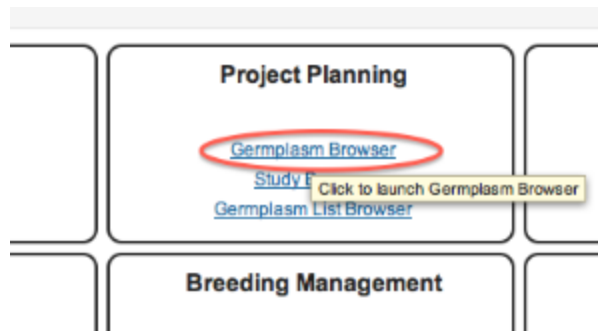 Project Planning
Germplasm Browser
Study
Click to launch Germplasm Browser
Germplasm List Browser
Breeding Management